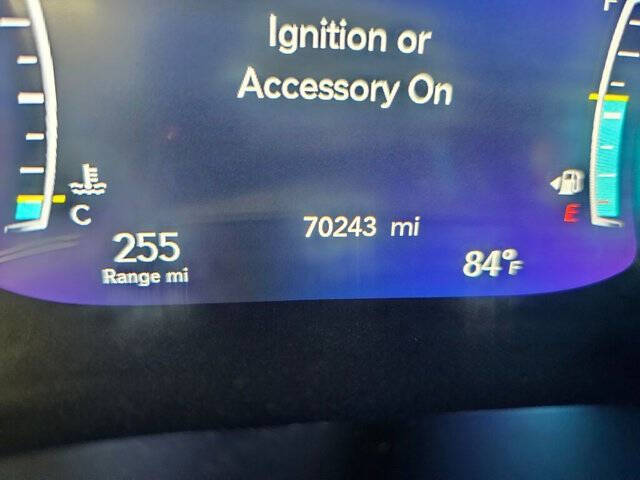 F
Ignition or
Accessory On
C
E
70243 mi
255
Range mi
84°F